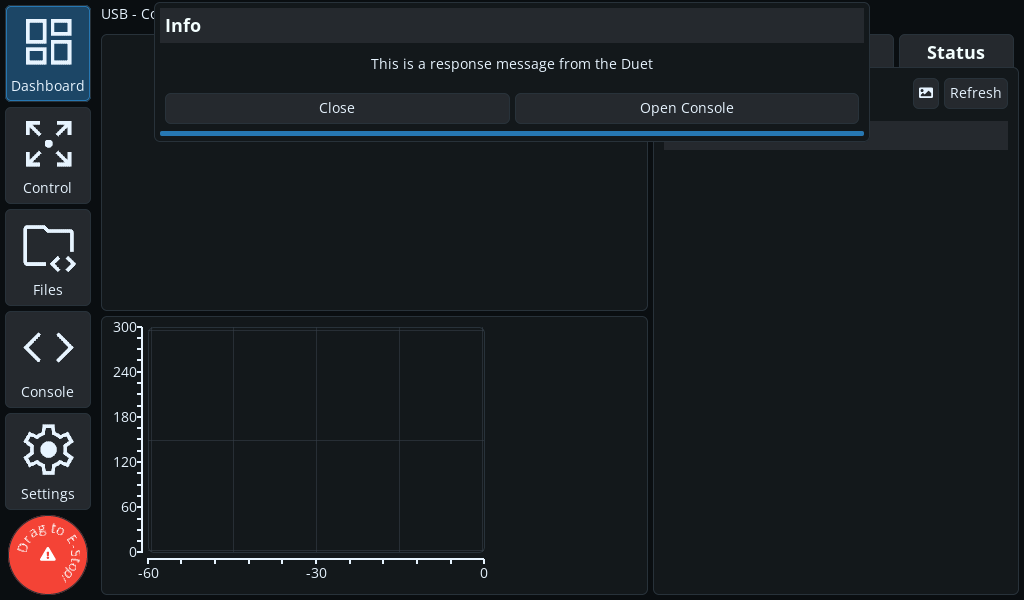 Dashboard
Control
Files
Console
Settings
Drag to E-Stop!
USB - Co
Info
This is a response message from the Duet
Close
Open Console
Status
Refresh
300
240
180
120
60
0
-60
-30
0